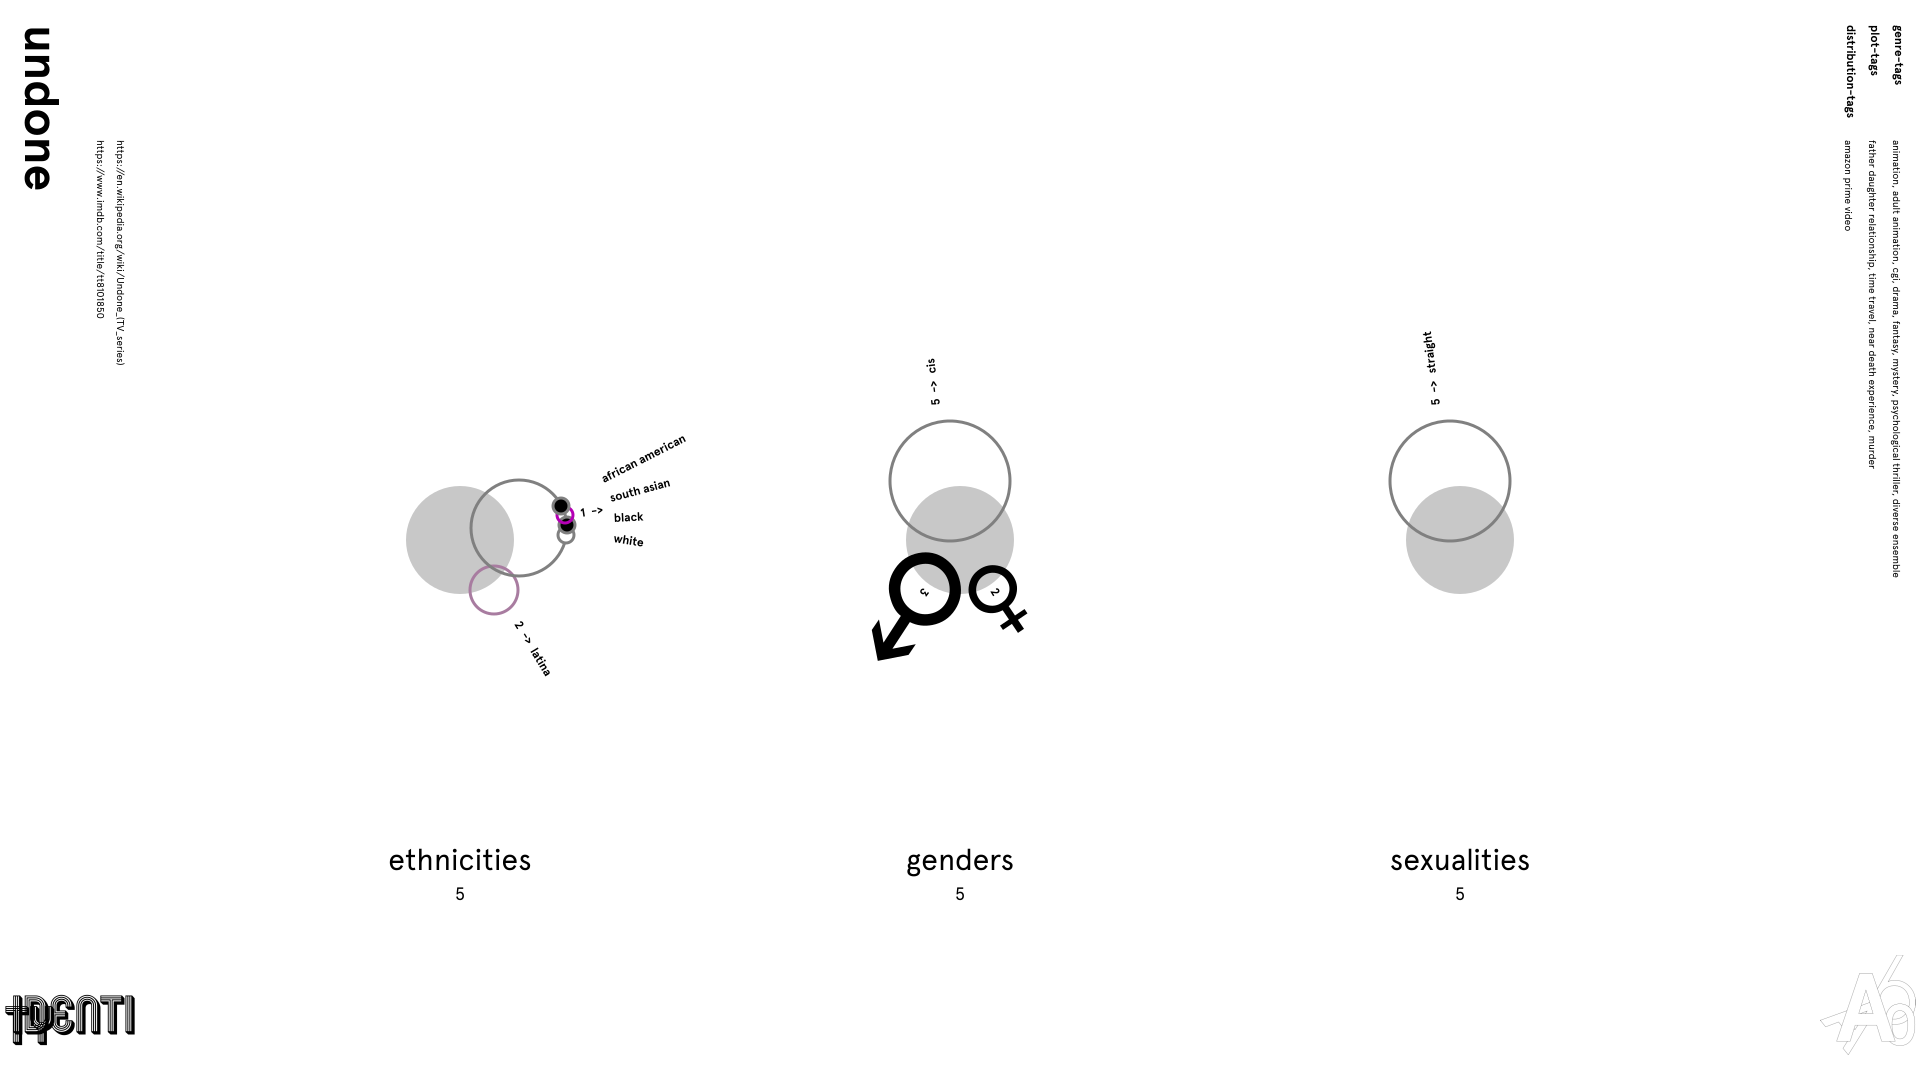 undone
https://en.wikipedia.org/wiki/Undone_(TV_series)
https://www.imdb.com/title/tt8101850
genre-tags
animation, adult animation, cgi, drama, fantasy, mystery, psychological thriller, diverse ensemble
plot-tags
father daughter relationship, time travel, near death experience, murder
distribution-tags
amazon prime video
african american
south asian
1 ->
black
white
2 -> latina
5 -> cis
3
2
5 -> straight
ethnicities
5
genders
5
sexualities
5
IDENTI